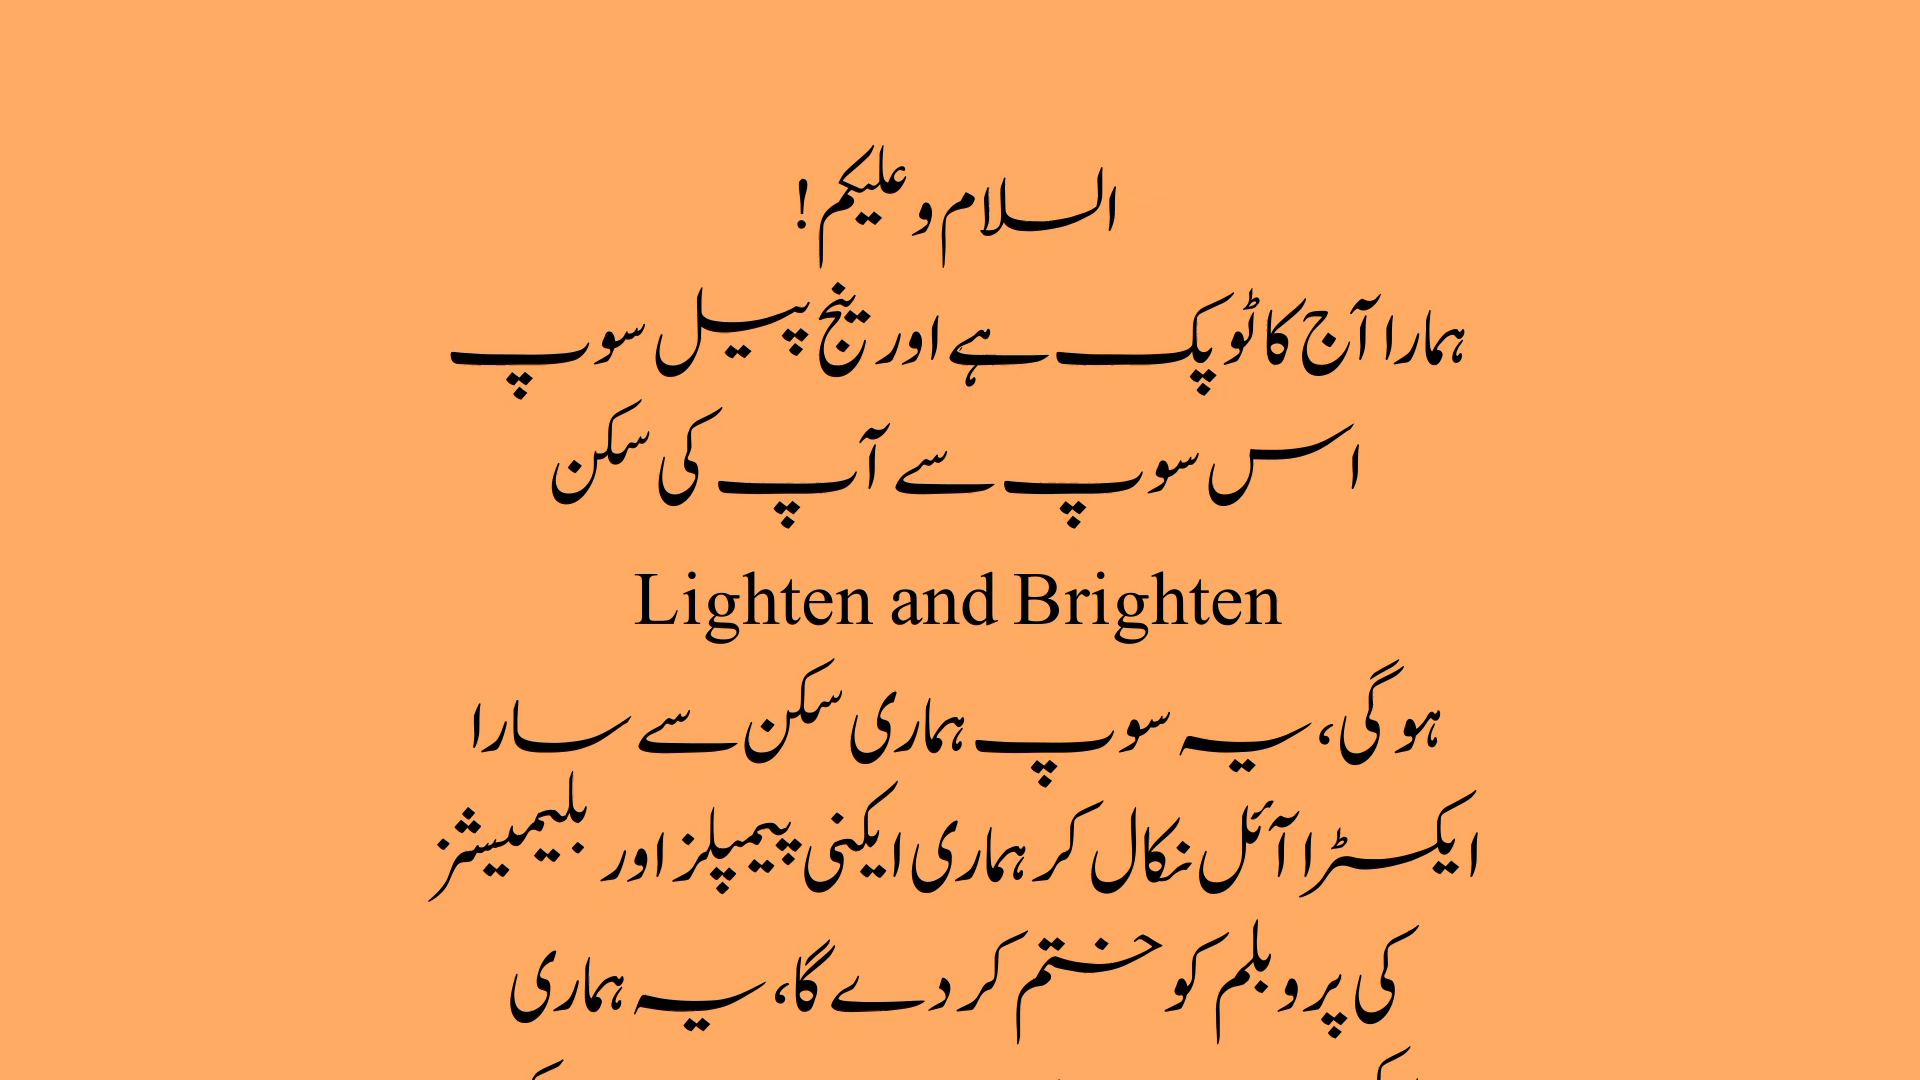 السلام و علیکم !
ہمارا آج کا ٹوپک ہے اورینج پیل سوپ
اس سوپ سے آپ کی سکن
Lighten and Brighten
ہو گی، یہ سوپ ہماری سکن سے سارا
ایکسٹرا آئل نکال کر ہماری ایکنی پیمپلز اور بلیمیشز
کی پروبلم کو ختم کر دے گا، یہ ہماری